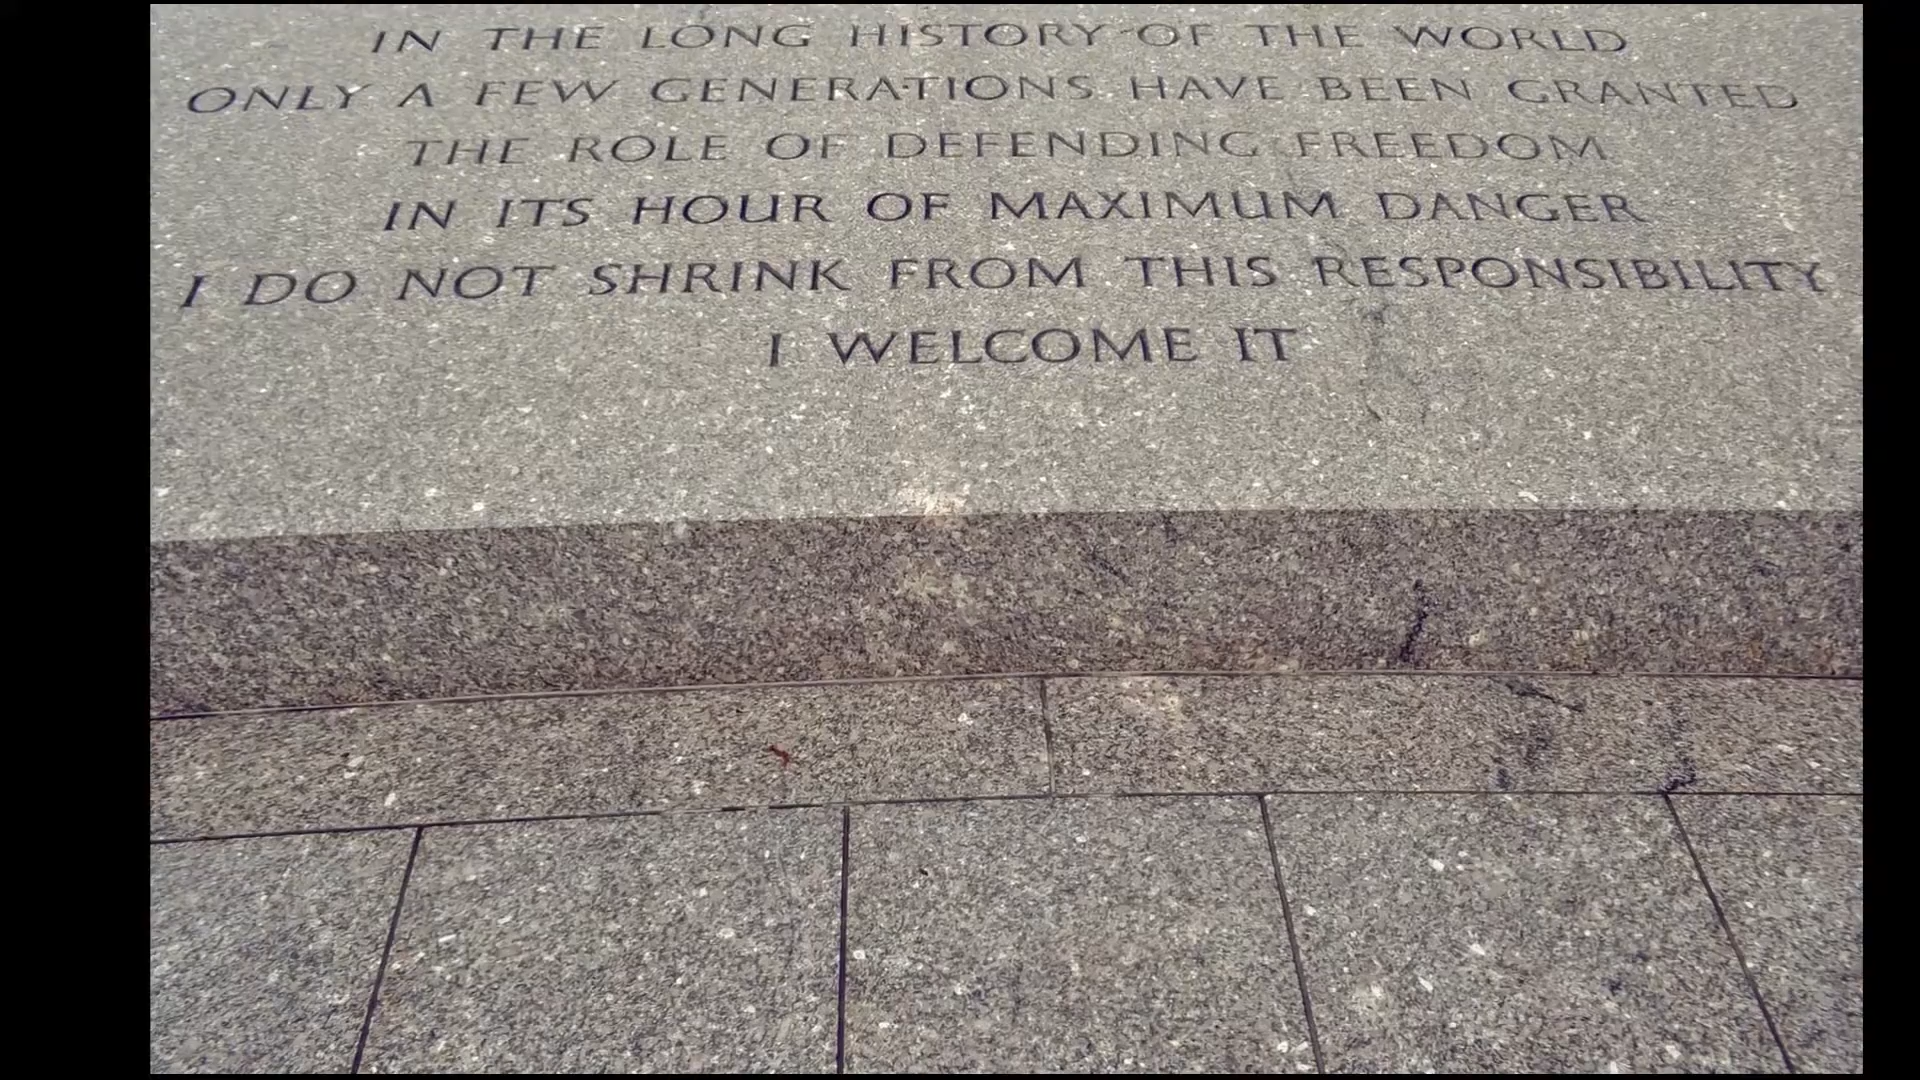 IN THE LONG HISTORY OF THE WORLD
ONLY A FEW GENERATIONS HAVE BEEN GRANTED
THE ROLE OF DEFENDING FREEDOM
IN ITS HOUR OF MAXIMUM DANGER
I DO NOT SHRINK FROM THIS RESPONSIBILITY
I WELCOME IT